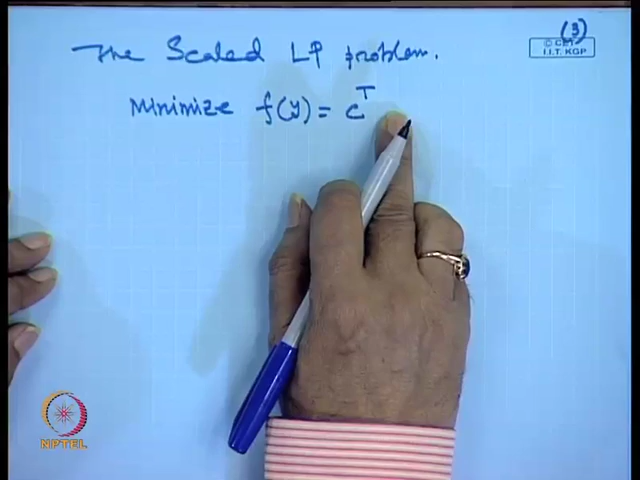 The Scaled LP problem.
(3)
© CET
I.I.T. KGP
Minimize f(y) = c^T
NPTEL